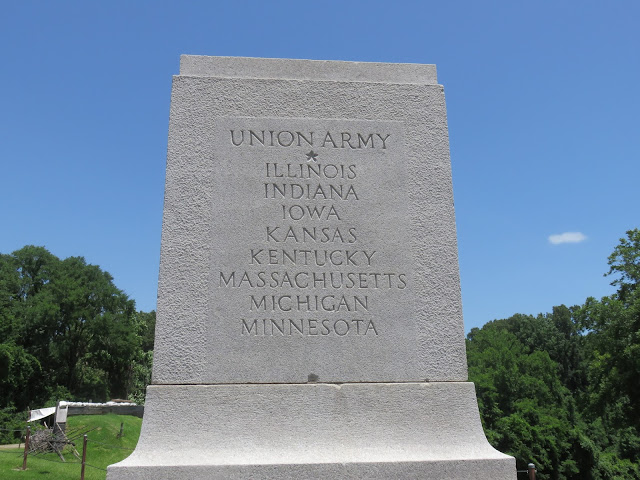 UNION ARMY
ILLINOIS
INDIANA
IOWA
KANSAS
KENTUCKY
MASSACHUSETTS
MICHIGAN
MINNESOTA